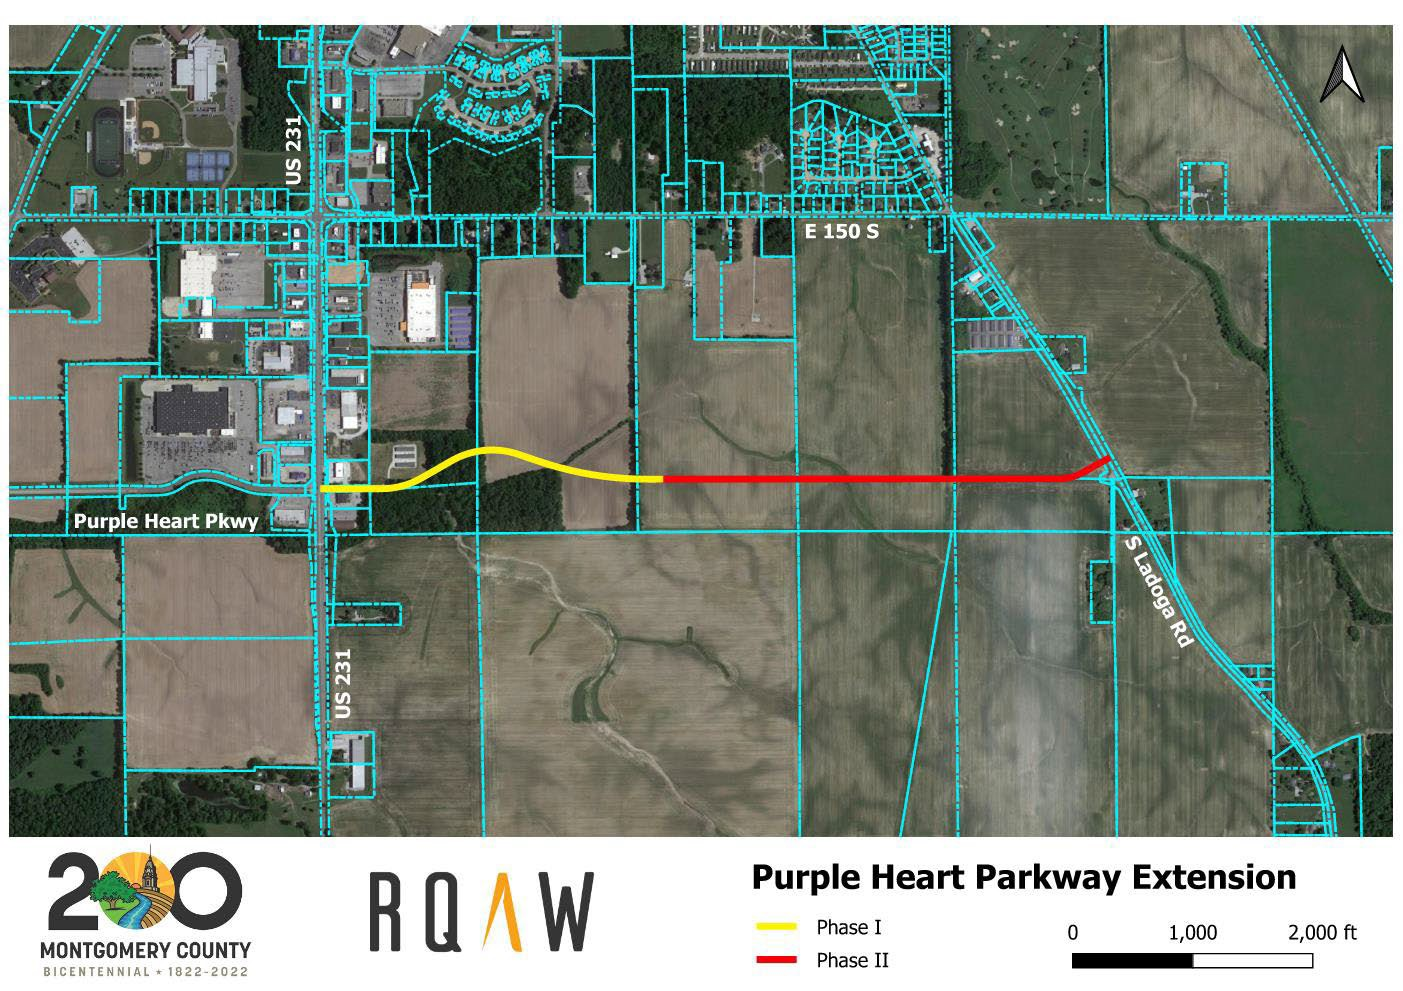 US 231
E 150 S
Purple Heart Pkwy
S Ladoga Rd
US 231
200
MONTGOMERY COUNTY
BICENTENNIAL ★ 1822-2022
RQAW
Purple Heart Parkway Extension
Phase I
Phase II
0 1,000 2,000 ft